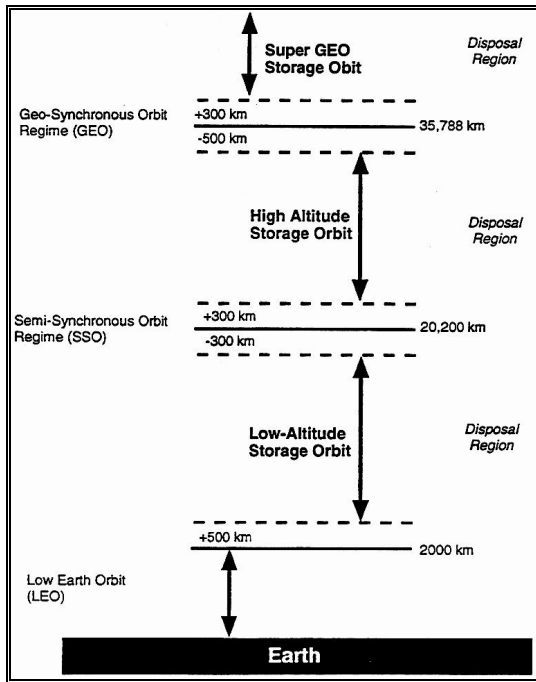 Super GEO
Storage Obit
Disposal
Region
Geo-Synchronous Orbit
Regime (GEO)
+300 km
35,788 km
-500 km
High Altitude
Storage Orbit
Disposal
Region
Semi-Synchronous Orbit
Regime (SSO)
+300 km
20,200 km
-300 km
Low-Altitude
Storage Orbit
Disposal
Region
+500 km
2000 km
Low Earth Orbit
(LEO)
Earth